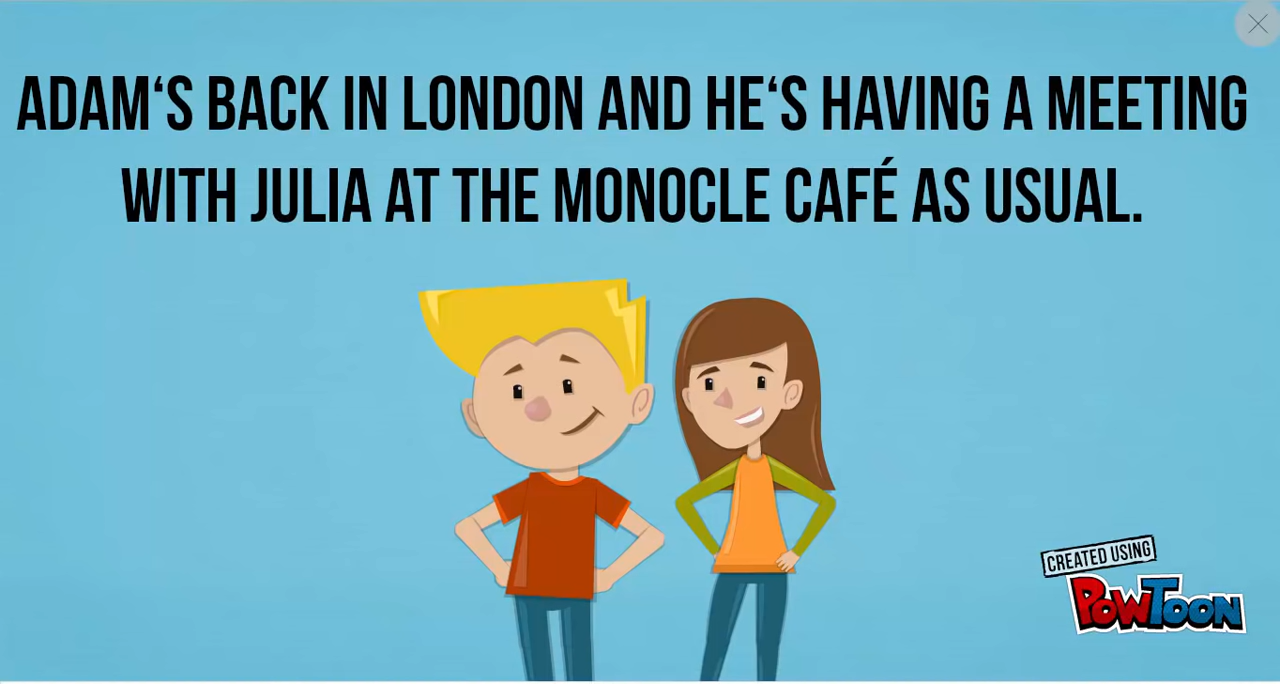 ADAM‘S BACK IN LONDON AND HE‘S HAVING A MEETING
WITH JULIA AT THE MONOCLE CAFÉ AS USUAL.
CREATED USING
POWTOON